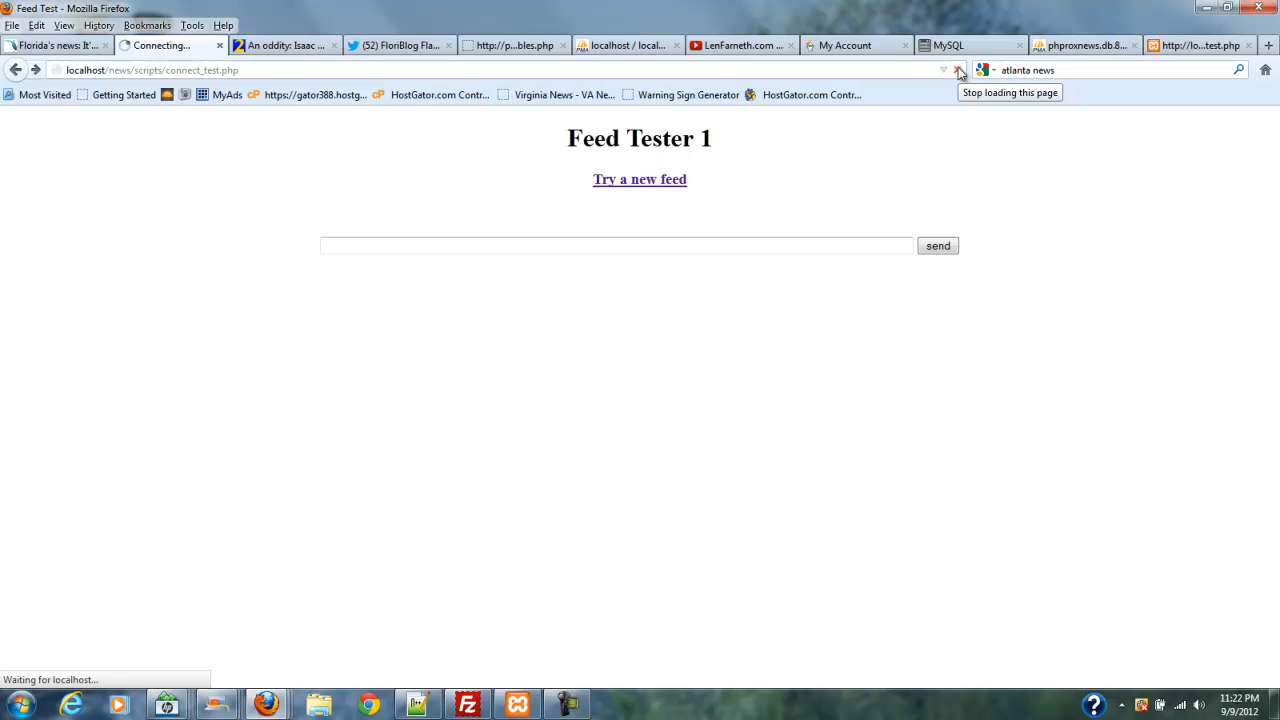 Feed Test - Mozilla Firefox
File Edit View History Bookmarks Tools Help
Florida's news: It'... Connecting... An oddity: Isaac ... (52) FloriBlog Fla... http://p...bles.php localhost / local... LenFarneth.com ... My Account MySQL phproxnews.db.8... http://lo...test.php
localhost/news/scripts/connect_test.php atlanta news
Stop loading this page
Most Visited Getting Started MyAds cP https://gator388.hostg... cP HostGator.com Contr... Virginia News - VA Ne... Warning Sign Generator HostGator.com Contr...
Feed Tester 1
Try a new feed
send
Waiting for localhost...
11:22 PM
9/9/2012